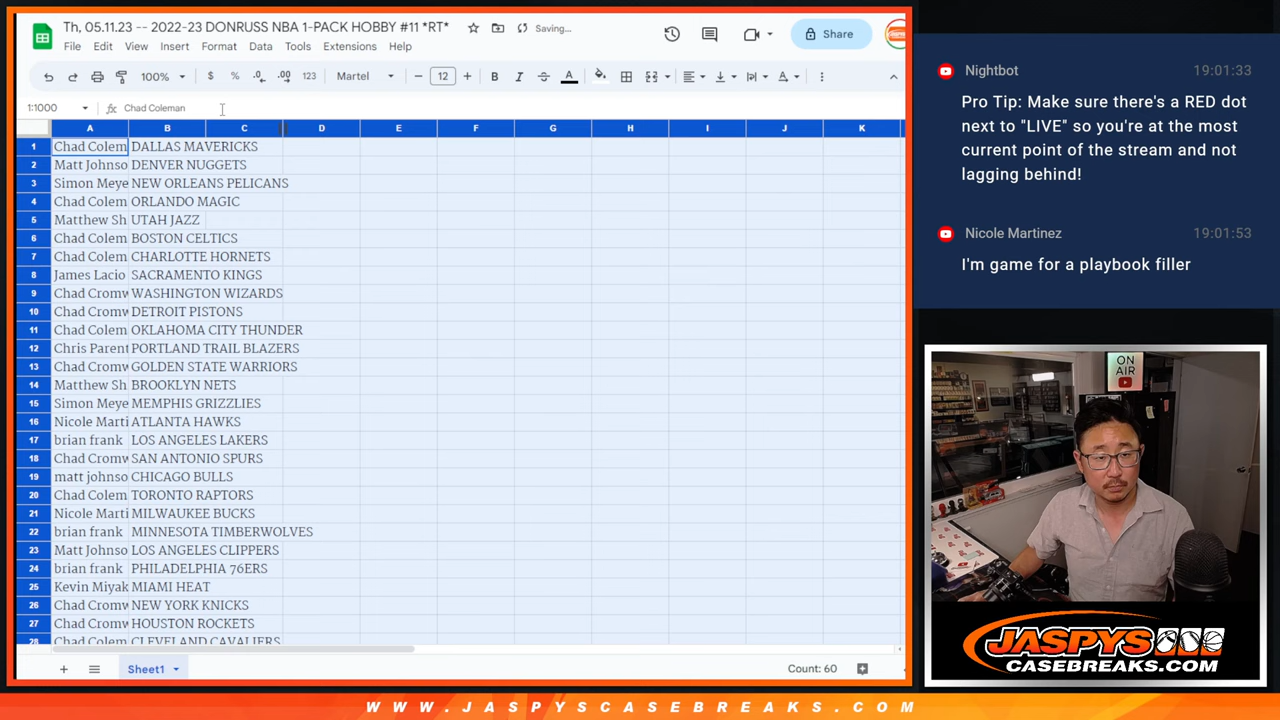 Th, 05.11.23 -- 2022-23 DONRUSS NBA 1-PACK HOBBY #11 *RT* Saving...
File Edit View Insert Format Data Tools Extensions Help
Share
100% $ % .0 .00 123 Martel 12 B I S A
1:1000 fx Chad Coleman
A B C D E F G H I J K
1 Chad Colem DALLAS MAVERICKS
2 Matt Johnso DENVER NUGGETS
3 Simon Meye NEW ORLEANS PELICANS
4 Chad Colem ORLANDO MAGIC
5 Matthew Sh UTAH JAZZ
6 Chad Colem BOSTON CELTICS
7 Chad Colem CHARLOTTE HORNETS
8 James Lacio SACRAMENTO KINGS
9 Chad Cromw WASHINGTON WIZARDS
10 Chad Cromw DETROIT PISTONS
11 Chad Colem OKLAHOMA CITY THUNDER
12 Chris Parent PORTLAND TRAIL BLAZERS
13 Chad Cromw GOLDEN STATE WARRIORS
14 Matthew Sh BROOKLYN NETS
15 Simon Meye MEMPHIS GRIZZLIES
16 Nicole Marti ATLANTA HAWKS
17 brian frank LOS ANGELES LAKERS
18 Chad Cromw SAN ANTONIO SPURS
19 matt johnso CHICAGO BULLS
20 Chad Colem TORONTO RAPTORS
21 Nicole Marti MILWAUKEE BUCKS
22 brian frank MINNESOTA TIMBERWOLVES
23 Matt Johnso LOS ANGELES CLIPPERS
24 brian frank PHILADELPHIA 76ERS
25 Kevin Miyak MIAMI HEAT
26 Chad Cromw NEW YORK KNICKS
27 Chad Cromw HOUSTON ROCKETS
28 Chad Colem CLEVELAND CAVALIERS
Sheet1
Count: 60
Nightbot 19:01:33
Pro Tip: Make sure there's a RED dot
next to "LIVE" so you're at the most
current point of the stream and not
lagging behind!
Nicole Martinez 19:01:53
I'm game for a playbook filler
ON
AIR
JASPYS
CASEBREAKS.COM
WWW.JASPYSCASEBREAKS.COM